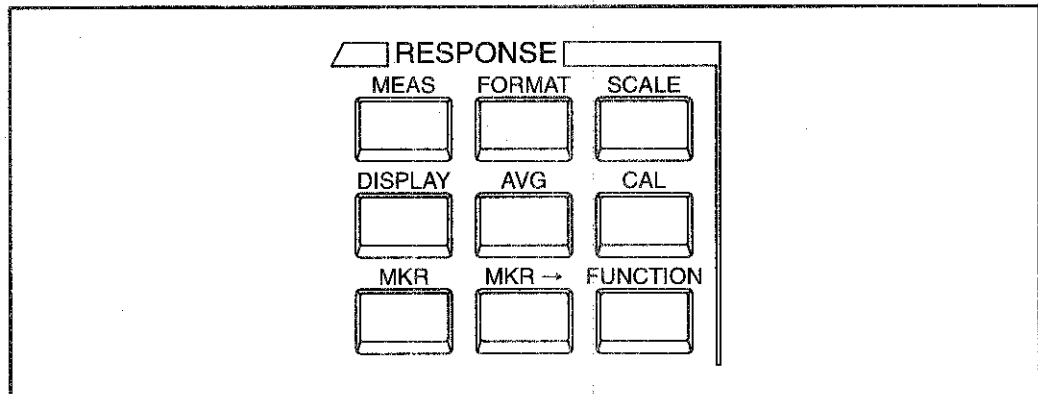 RESPONSE
MEAS FORMAT SCALE
DISPLAY AVG CAL
MKR MKR → FUNCTION